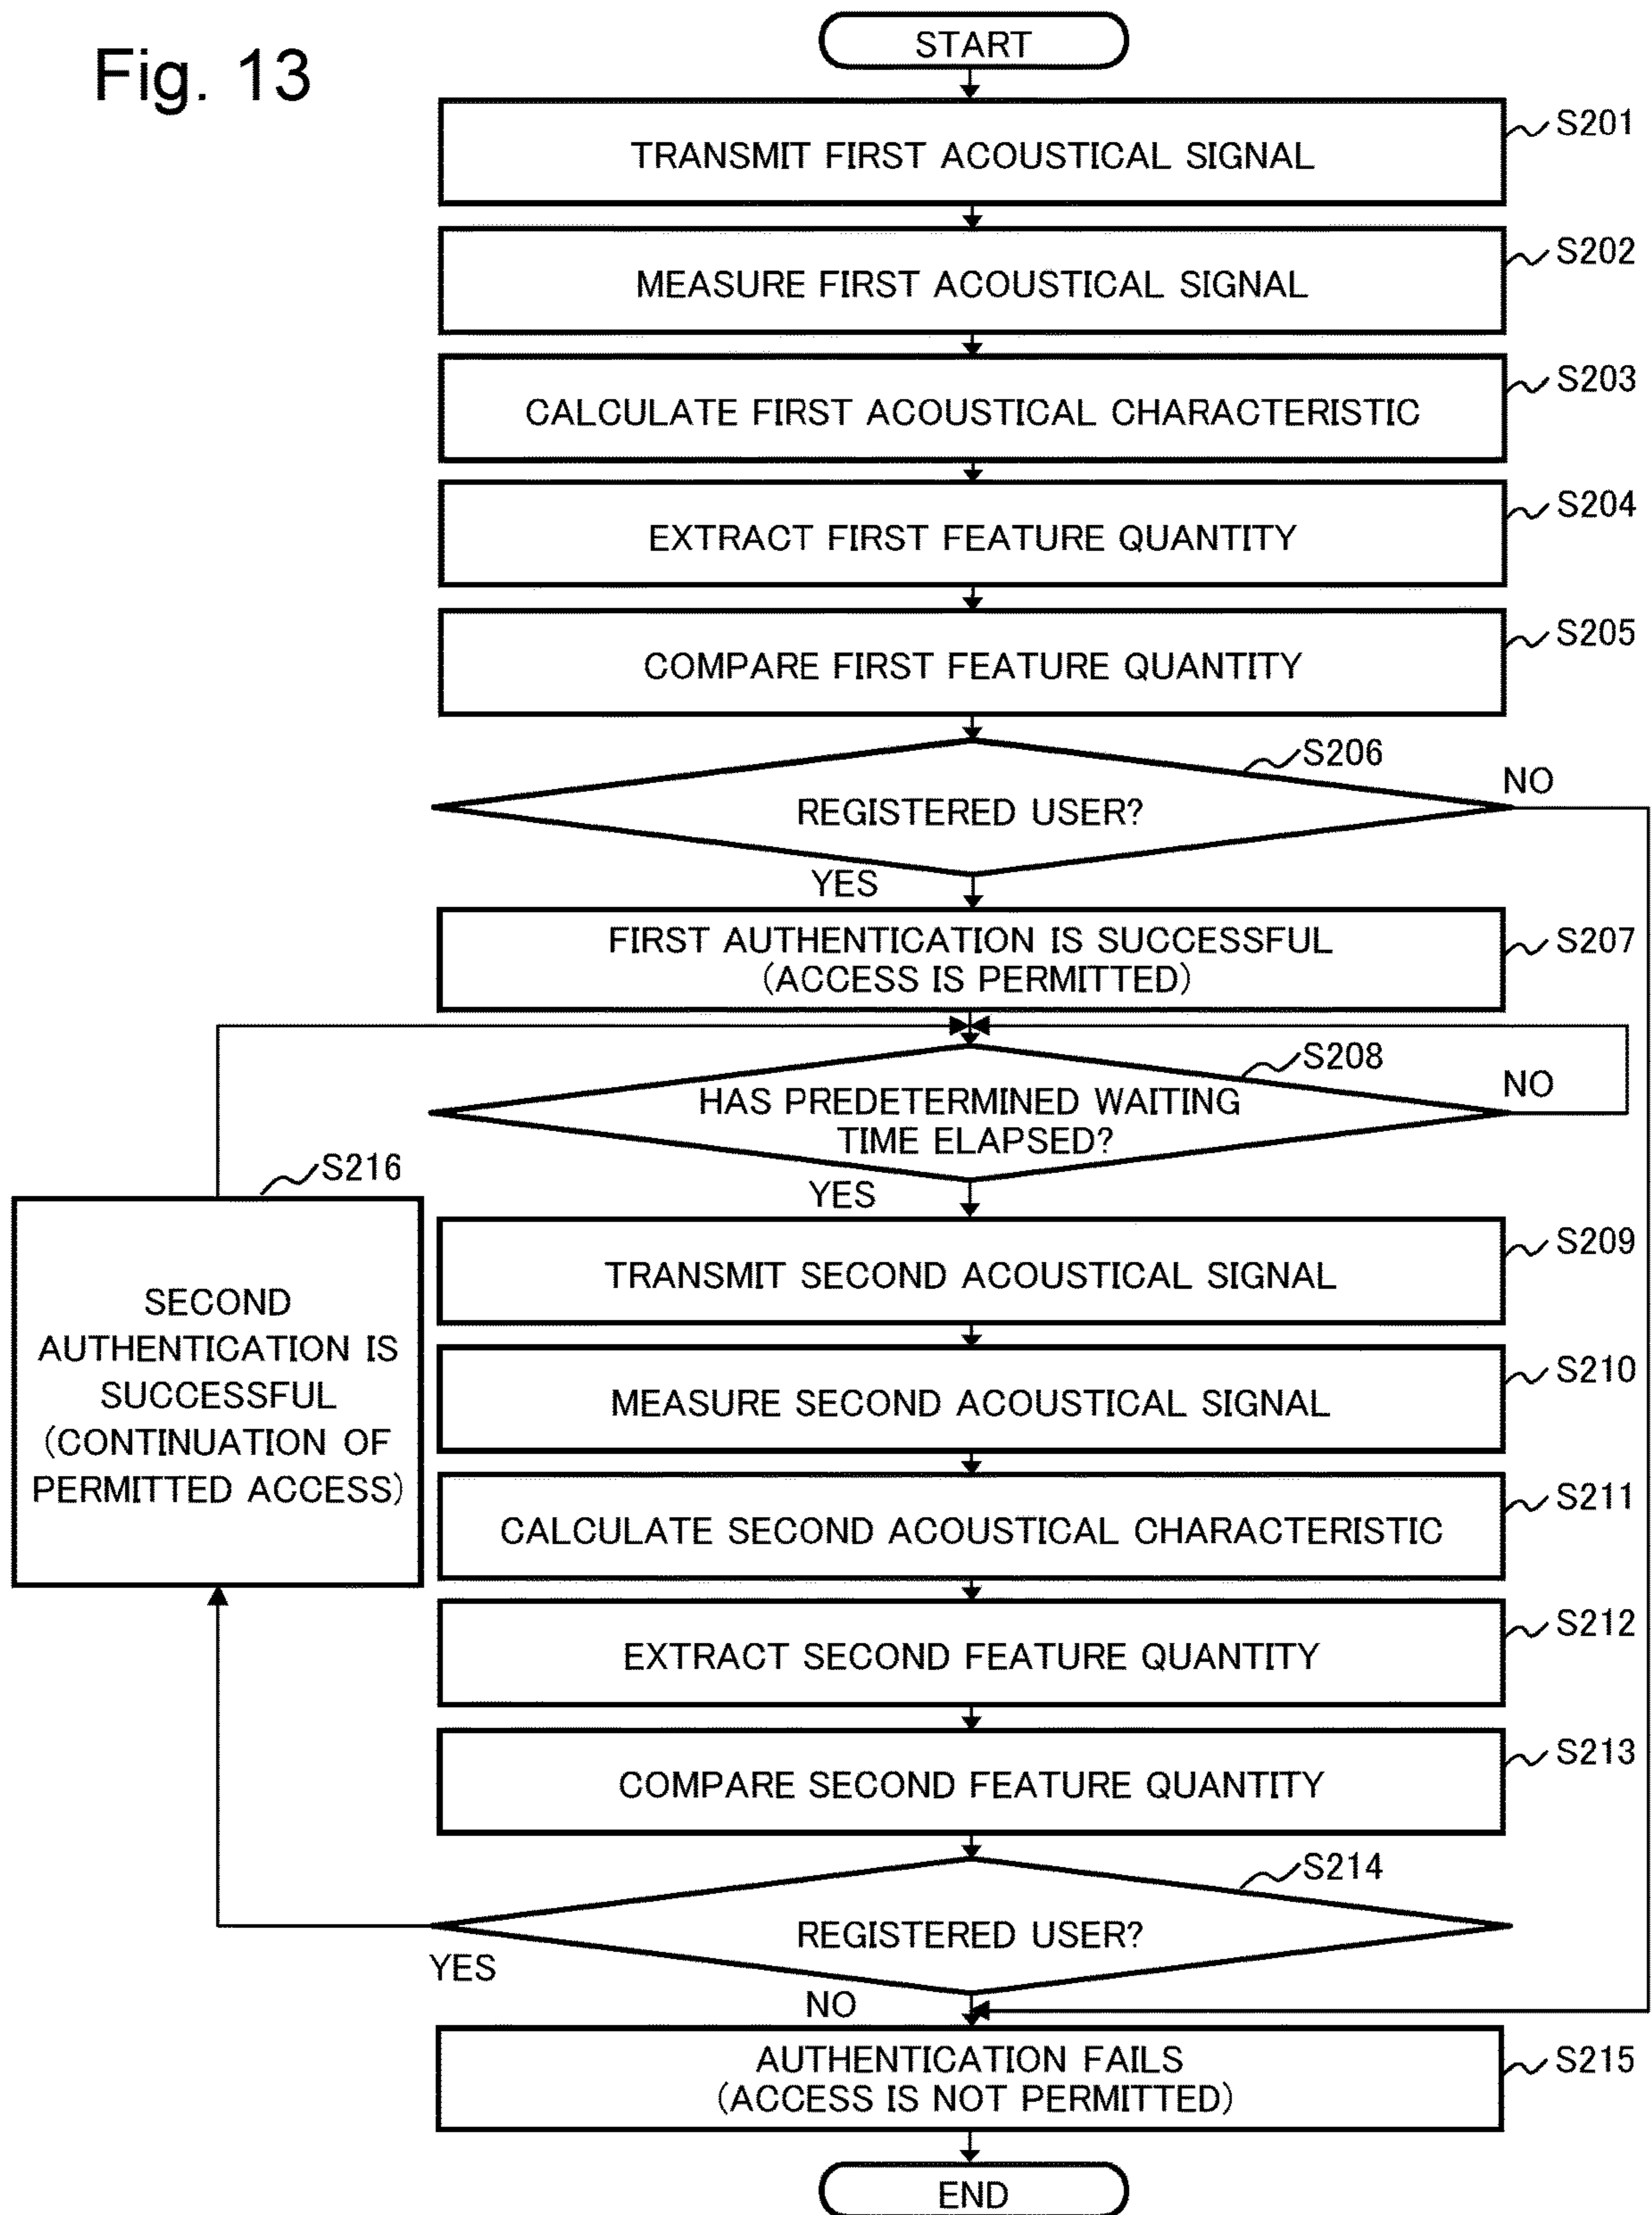 Fig. 13
START
TRANSMIT FIRST ACOUSTICAL SIGNAL
S201
MEASURE FIRST ACOUSTICAL SIGNAL
S202
CALCULATE FIRST ACOUSTICAL CHARACTERISTIC
S203
EXTRACT FIRST FEATURE QUANTITY
S204
COMPARE FIRST FEATURE QUANTITY
S205
S206
REGISTERED USER?
NO
YES
FIRST AUTHENTICATION IS SUCCESSFUL
(ACCESS IS PERMITTED)
S207
S208
HAS PREDETERMINED WAITING
TIME ELAPSED?
NO
YES
TRANSMIT SECOND ACOUSTICAL SIGNAL
S209
MEASURE SECOND ACOUSTICAL SIGNAL
S210
CALCULATE SECOND ACOUSTICAL CHARACTERISTIC
S211
EXTRACT SECOND FEATURE QUANTITY
S212
COMPARE SECOND FEATURE QUANTITY
S213
S214
REGISTERED USER?
YES
NO
S216
SECOND
AUTHENTICATION IS
SUCCESSFUL
(CONTINUATION OF
PERMITTED ACCESS)
AUTHENTICATION FAILS
(ACCESS IS NOT PERMITTED)
S215
END